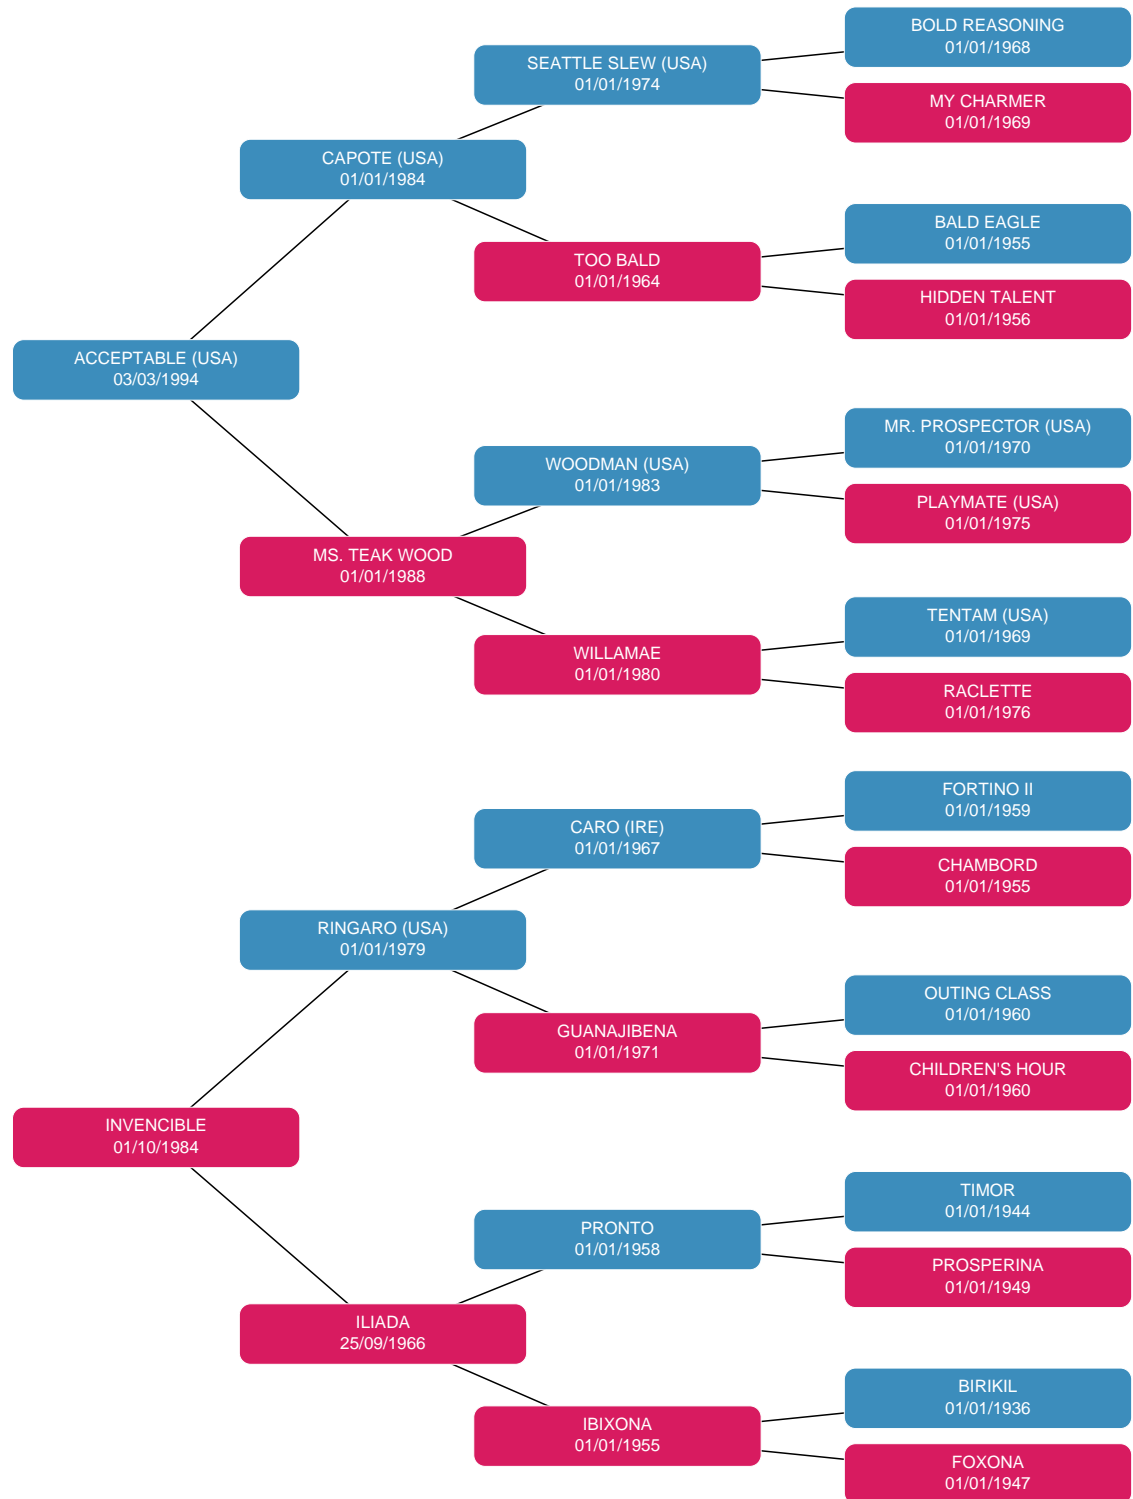 BOLD REASONING
01/01/1968
SEATTLE SLEW (USA)
01/01/1974
MY CHARMER
01/01/1969
CAPOTE (USA)
01/01/1984
BALD EAGLE
01/01/1955
TOO BALD
01/01/1964
HIDDEN TALENT
01/01/1956
ACCEPTABLE (USA)
03/03/1994
MR. PROSPECTOR (USA)
01/01/1970
WOODMAN (USA)
01/01/1983
PLAYMATE (USA)
01/01/1975
MS. TEAK WOOD
01/01/1988
TENTAM (USA)
01/01/1969
WILLAMAE
01/01/1980
RACLETTE
01/01/1976
FORTINO II
01/01/1959
CARO (IRE)
01/01/1967
CHAMBORD
01/01/1955
RINGARO (USA)
01/01/1979
OUTING CLASS
01/01/1960
GUANAJIBENA
01/01/1971
CHILDREN'S HOUR
01/01/1960
INVENCIBLE
01/10/1984
TIMOR
01/01/1944
PRONTO
01/01/1958
PROSPERINA
01/01/1949
ILIADA
25/09/1966
BIRIKIL
01/01/1936
IBIXONA
01/01/1955
FOXONA
01/01/1947